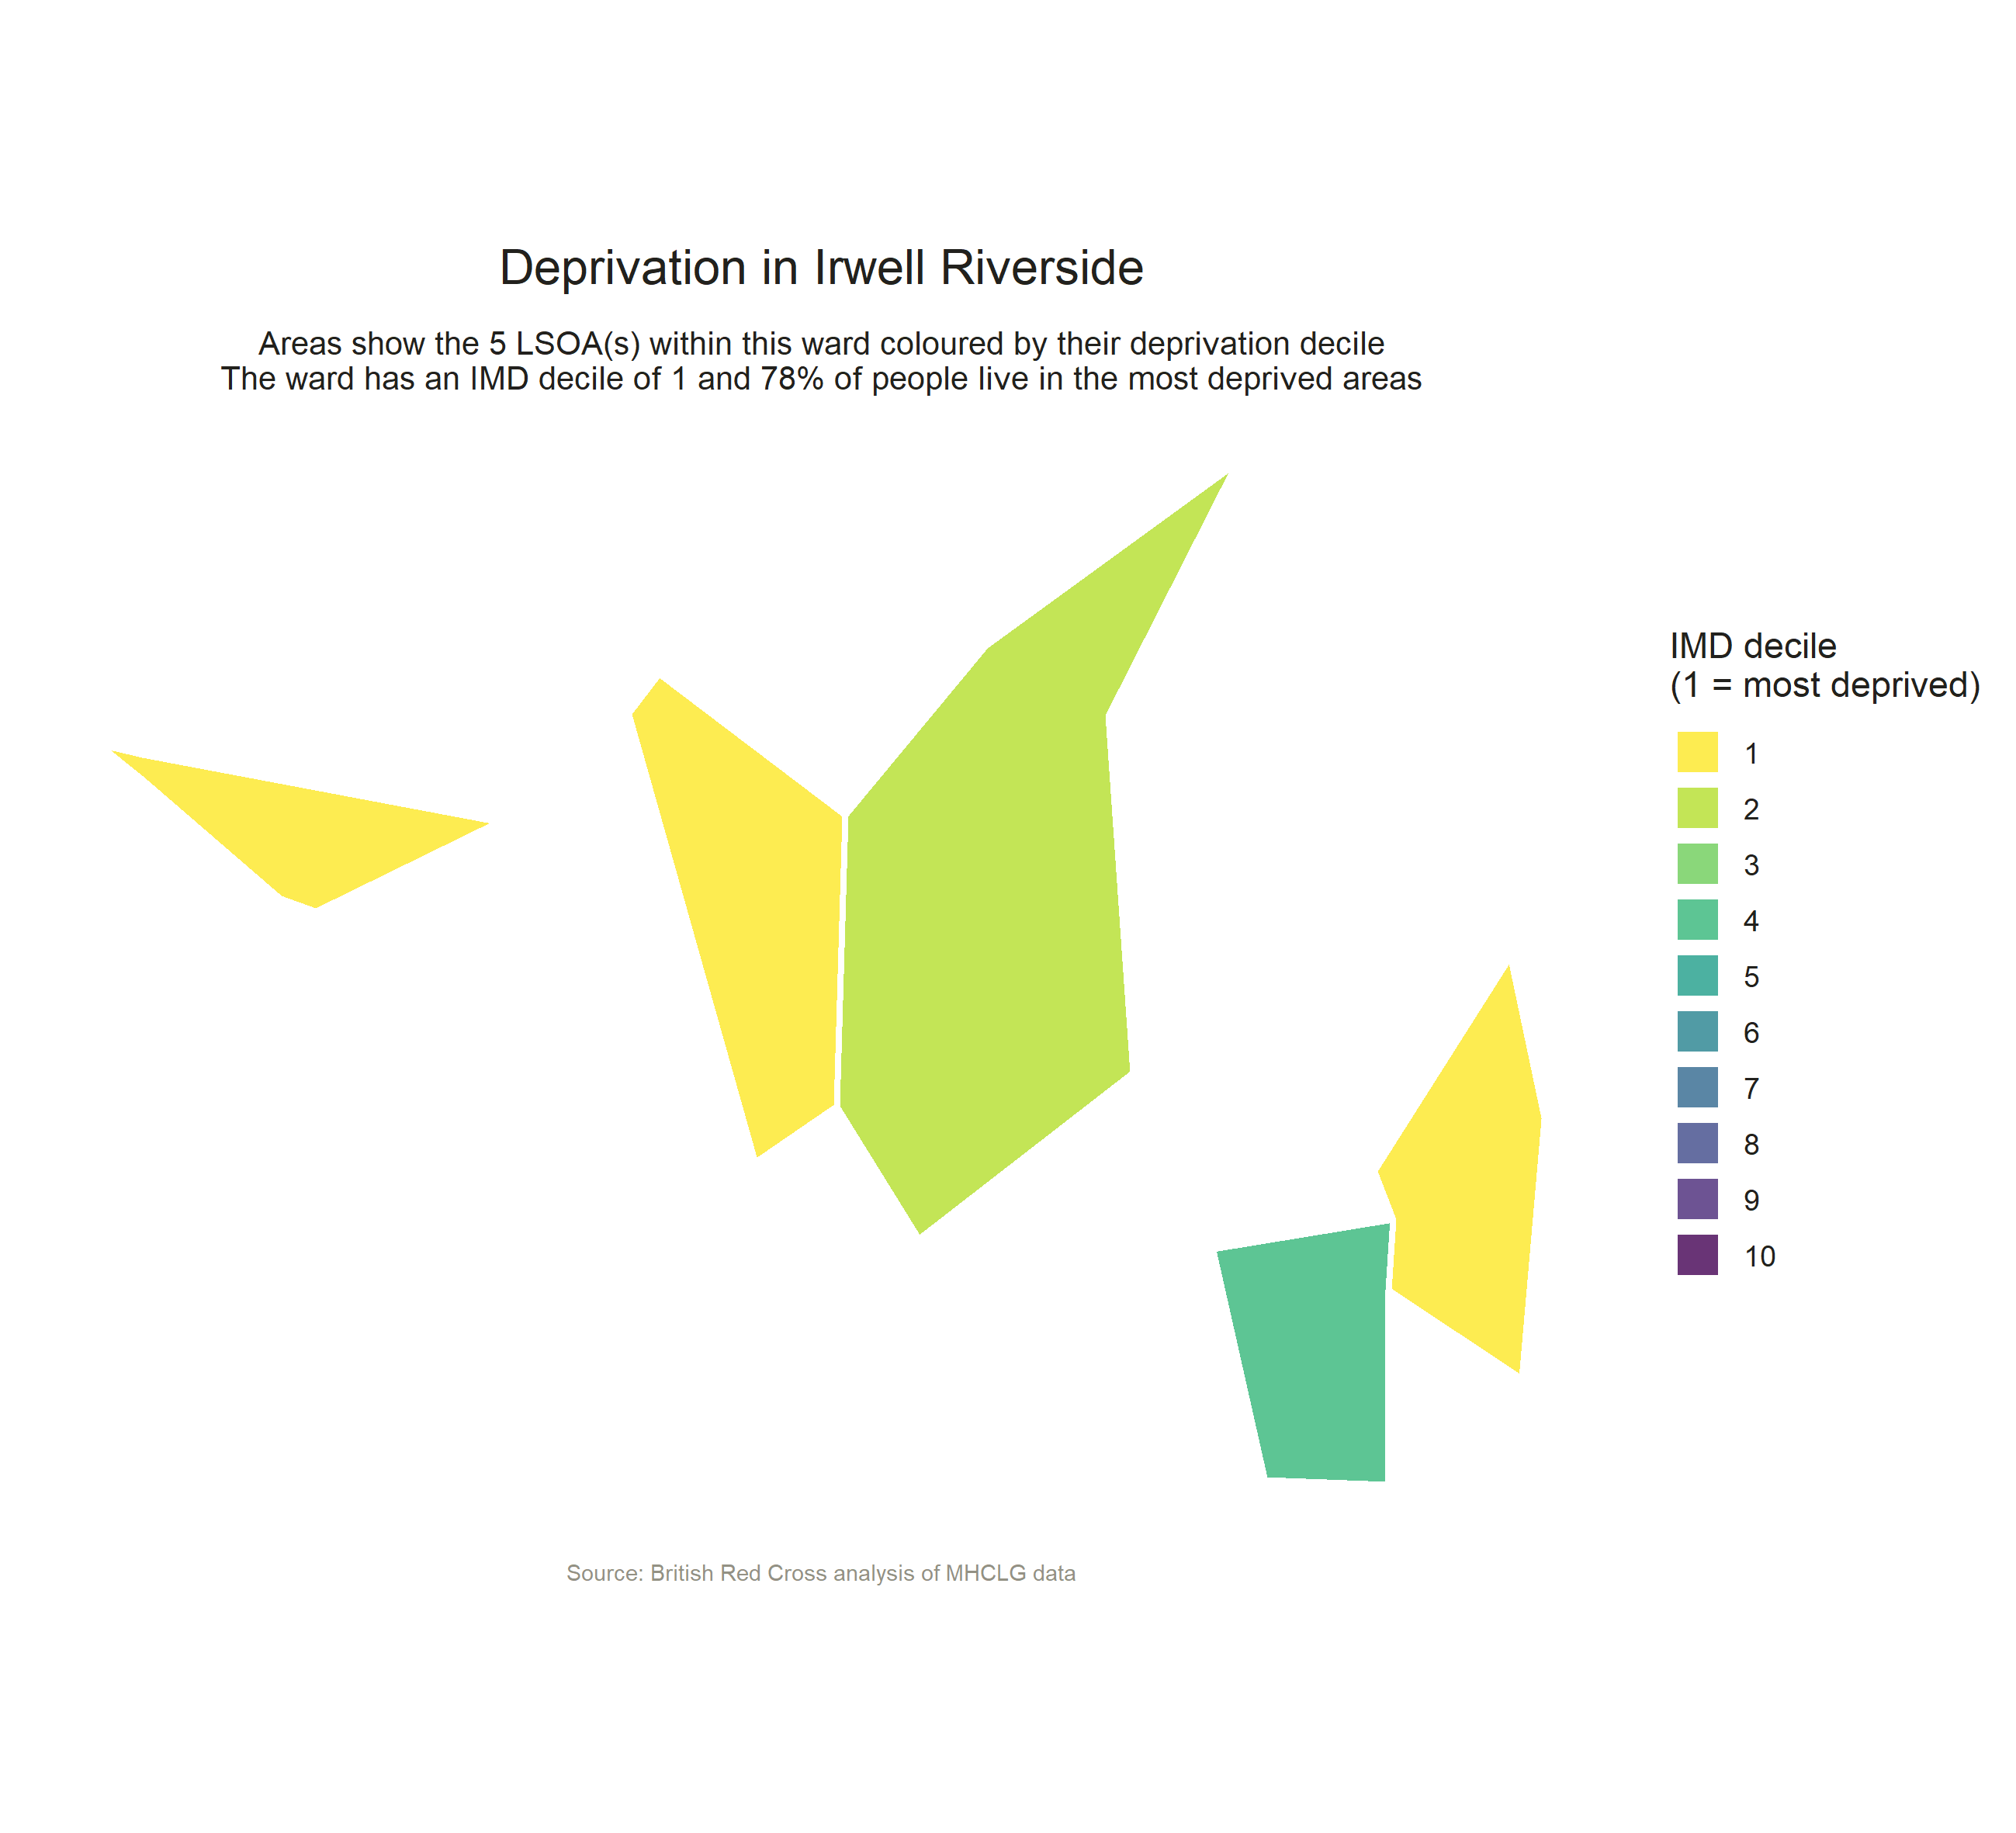 Deprivation in Irwell Riverside
Areas show the 5 LSOA(s) within this ward coloured by their deprivation decile
The ward has an IMD decile of 1 and 78% of people live in the most deprived areas
IMD decile
(1 = most deprived)
1
2
3
4
5
6
7
8
9
10
Source: British Red Cross analysis of MHCLG data